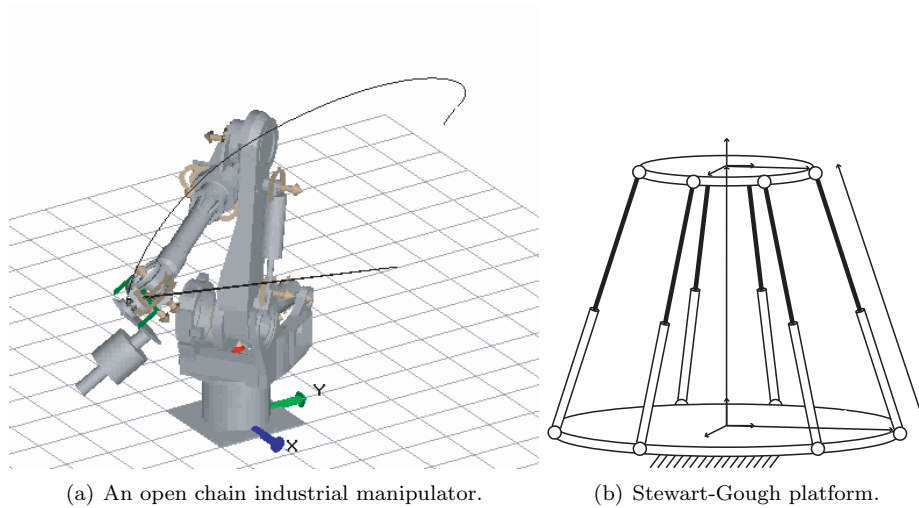 Y
X
(a) An open chain industrial manipulator.
(b) Stewart-Gough platform.